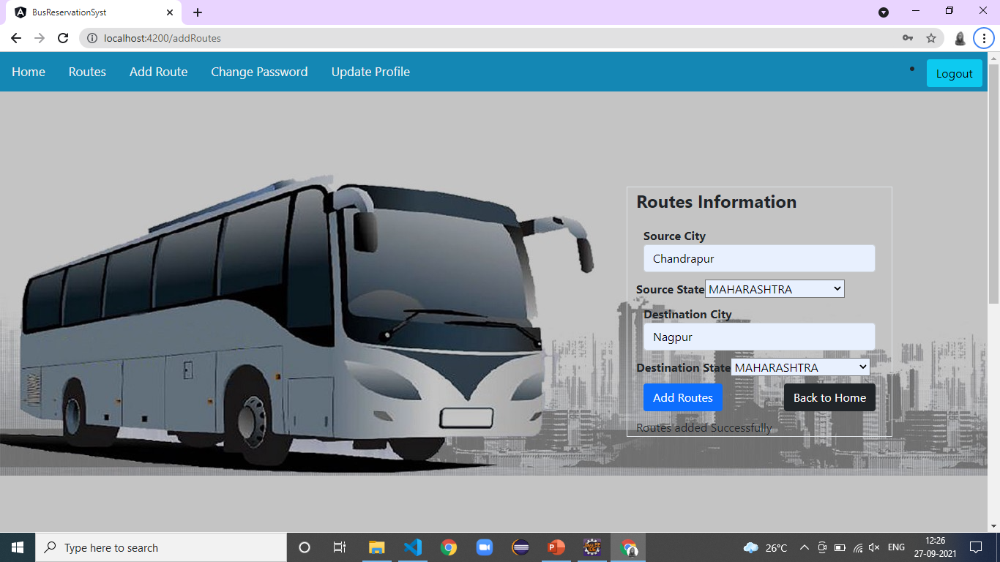 BusReservationSyst
localhost:4200/addRoutes
Home Routes Add Route Change Password Update Profile Logout
Routes Information
Source City
Chandrapur
Source State MAHARASHTRA
Destination City
Nagpur
Destination State MAHARASHTRA
Add Routes Back to Home
Routes added Successfully
Type here to search
26°C ENG
12:26
27-09-2021